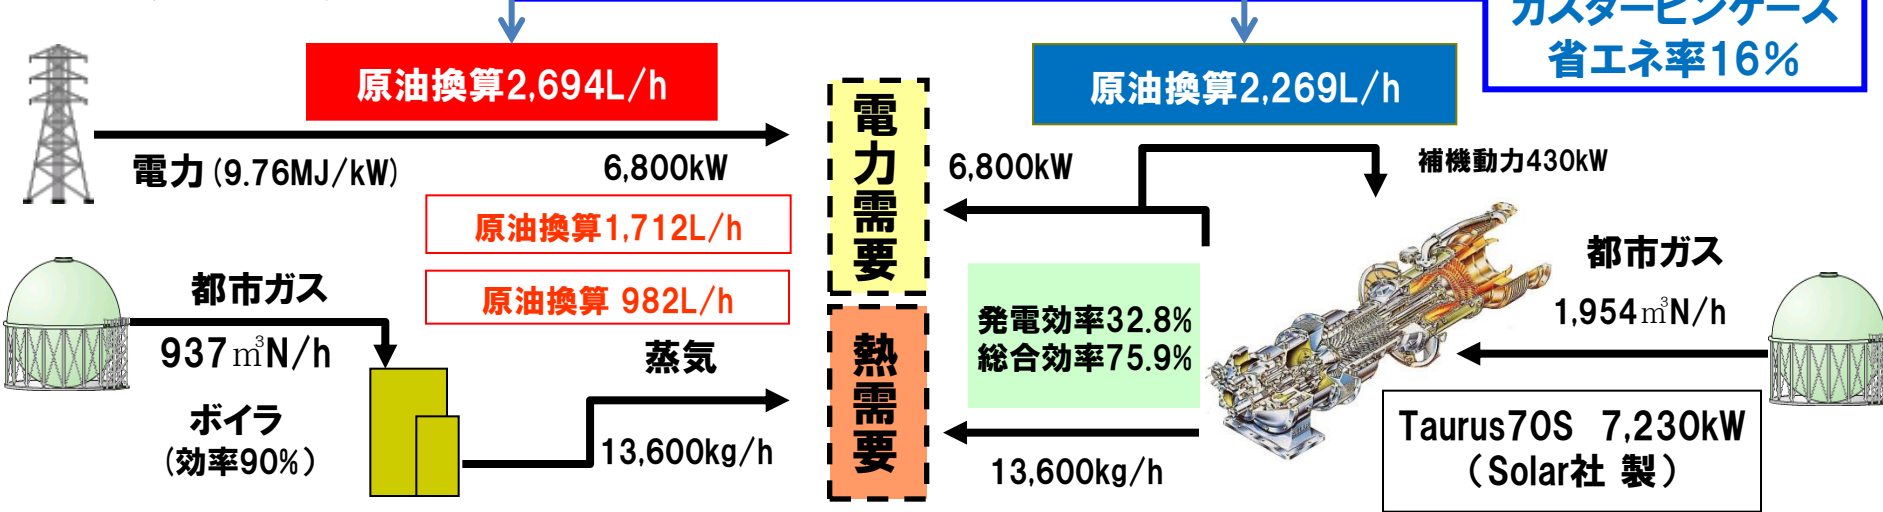 ガスタービンケース
省エネ率16%
原油換算2,694L/h
原油換算2,269L/h
電力(9.76MJ/kW)
6,800kW
原油換算1,712L/h
原油換算 982L/h
都市ガス
937㎥N/h
ボイラ
(効率90%)
蒸気
13,600kg/h
電力需要
熱需要
6,800kW
補機動力430kW
発電効率32.8%
総合効率75.9%
13,600kg/h
都市ガス
1,954㎥N/h
Taurus70S 7,230kW
(Solar社 製)